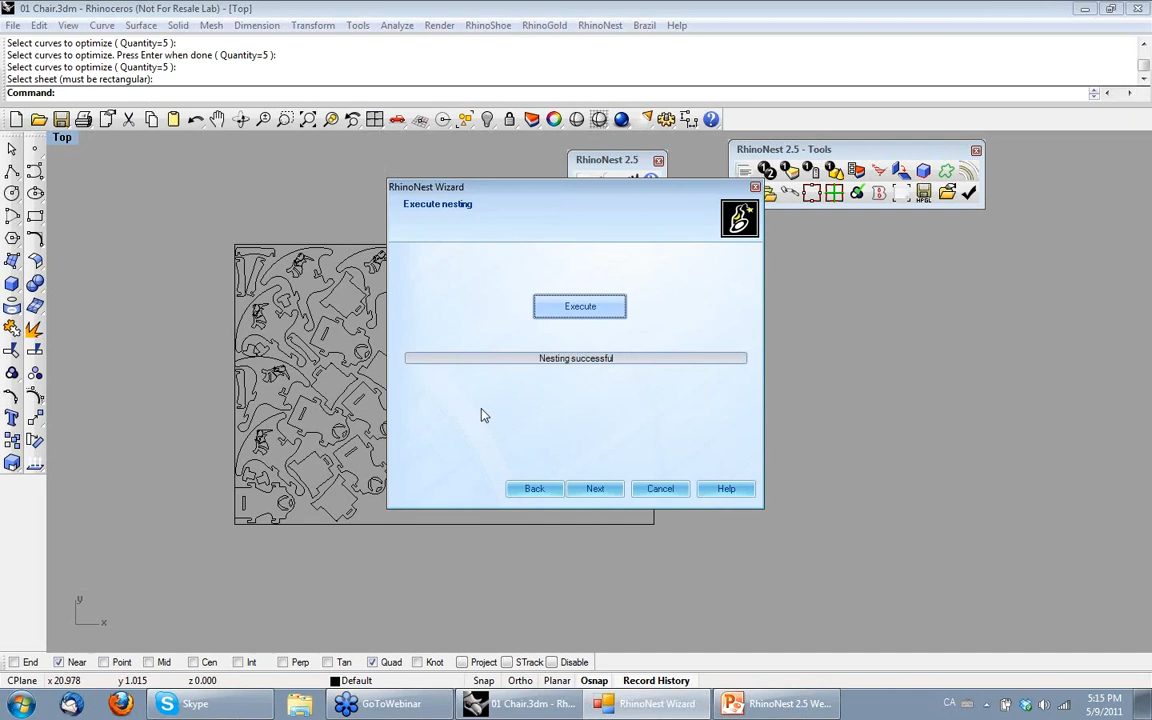 01 Chair.3dm - Rhinoceros (Not For Resale Lab) - [Top]
File Edit View Curve Surface Solid Mesh Dimension Transform Tools Analyze Render RhinoShoe RhinoGold RhinoNest Brazil Help
Select curves to optimize ( Quantity=5 ):
Select curves to optimize. Press Enter when done ( Quantity=5 ):
Select curves to optimize ( Quantity=5 ):
Select sheet (must be rectangular):
Command:
Top
RhinoNest 2.5
RhinoNest 2.5 - Tools
RhinoNest Wizard
Execute nesting
Execute
Nesting successful
Back Next Cancel Help
y
x
End Near Point Mid Cen Int Perp Tan Quad Knot Project STrack Disable
CPlane x 20.978 y 1.015 z 0.000 Default Snap Ortho Planar Osnap Record History
Skype GoToWebinar 01 Chair.3dm - Rh... RhinoNest Wizard RhinoNest 2.5 We... CA 5:15 PM
5/9/2011